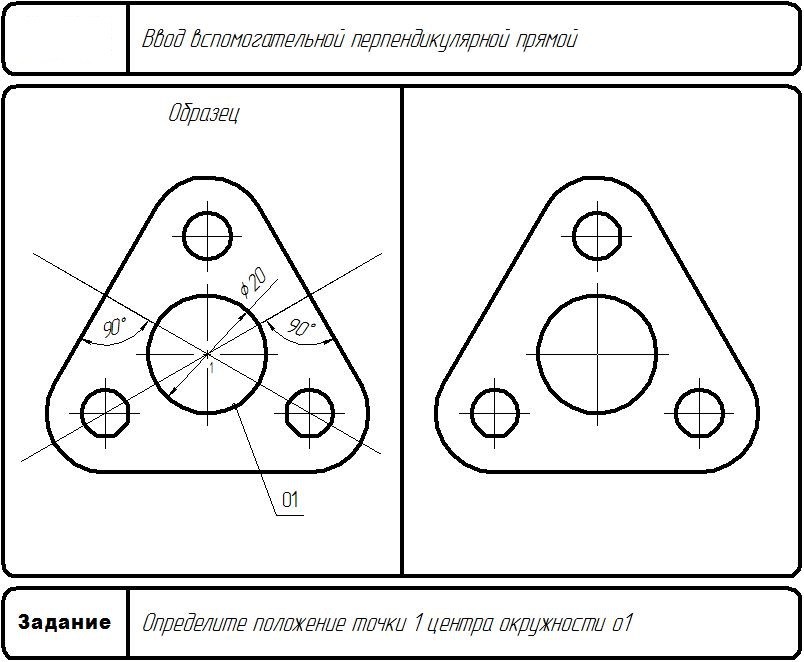 Ввод вспомогательной перпендикулярной прямой
Образец
ф20
90°
90°
1
01
Задание
Определите положение точки 1 центра окружности о1